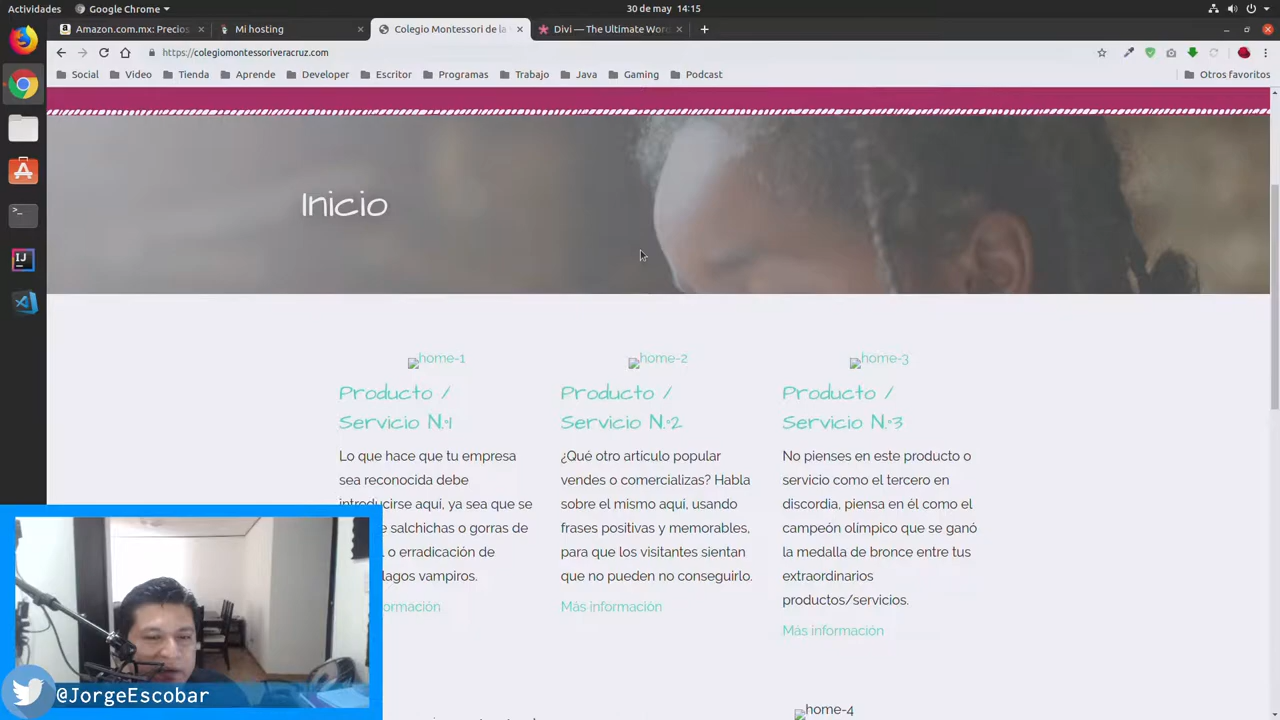 Actividades
Google Chrome
30 de may 14:15
Amazon.com.mx: Precios
Mi hosting
Colegio Montessori de la
Divi — The Ultimate Wor
https://colegiomontessoriveracruz.com
Social
Video
Tienda
Aprende
Developer
Escritor
Programas
Trabajo
Java
Gaming
Podcast
Otros favoritos
Inicio
home-1
Producto /
Servicio N.º1
Lo que hace que tu empresa
sea reconocida debe
introducirse aquí, ya sea que se
e salchichas o gorras de
l o erradicación de
lagos vampiros.
formación
home-2
Producto /
Servicio N.º2
¿Qué otro artículo popular
vendes o comercializas? Habla
sobre el mismo aquí, usando
frases positivas y memorables,
para que los visitantes sientan
que no pueden no conseguirlo.
Más información
home-3
Producto /
Servicio N.º3
No pienses en este producto o
servicio como el tercero en
discordia, piensa en él como el
campeón olímpico que se ganó
la medalla de bronce entre tus
extraordinarios
productos/servicios.
Más información
home-4
@JorgeEscobar